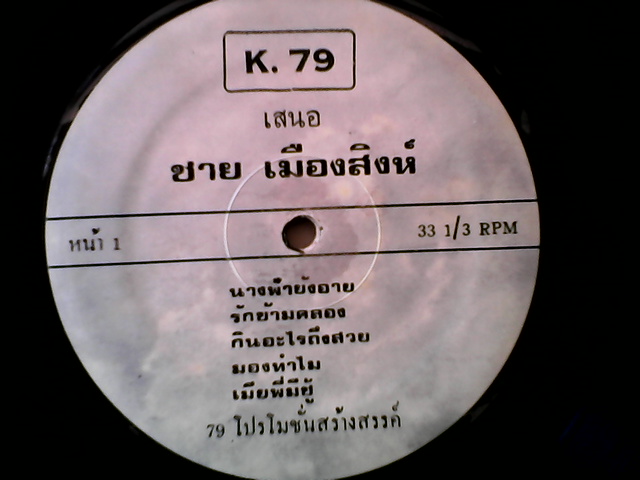 K. 79
เสนอ
ชาย เมืองสิงห์
หน้า 1
33 1/3 RPM
นางฟ้ายังอาย
รักข้ามคลอง
กินอะไรถึงสวย
มองทำไม
เมียพี่มีชู้
79 โปรโมชั่นสร้างสรรค์